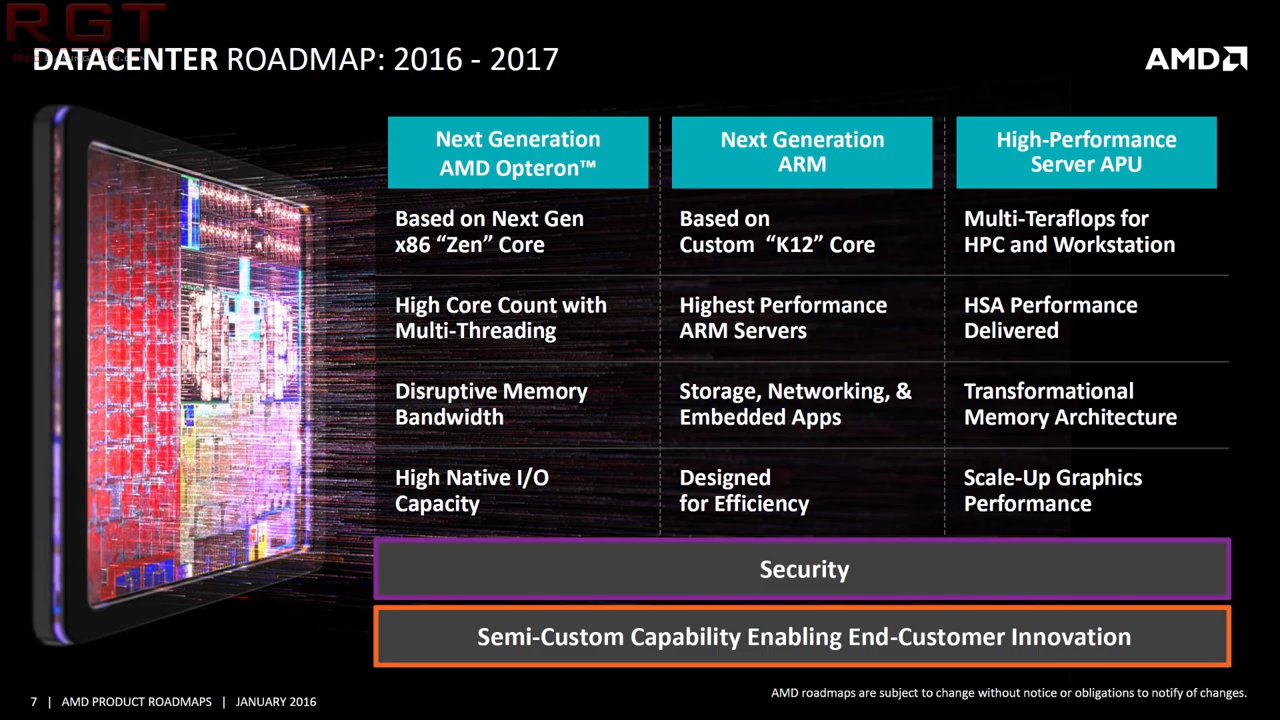 RGT
DATACENTER ROADMAP: 2016 - 2017
AMD
Next Generation
AMD Opteron™
Next Generation
ARM
High-Performance
Server APU
Based on Next Gen
x86 “Zen” Core
Based on
Custom “K12” Core
Multi-Teraflops for
HPC and Workstation
High Core Count with
Multi-Threading
Highest Performance
ARM Servers
HSA Performance
Delivered
Disruptive Memory
Bandwidth
Storage, Networking, &
Embedded Apps
Transformational
Memory Architecture
High Native I/O
Capacity
Designed
for Efficiency
Scale-Up Graphics
Performance
Security
Semi-Custom Capability Enabling End-Customer Innovation
7 | AMD PRODUCT ROADMAPS | JANUARY 2016
AMD roadmaps are subject to change without notice or obligations to notify of changes.